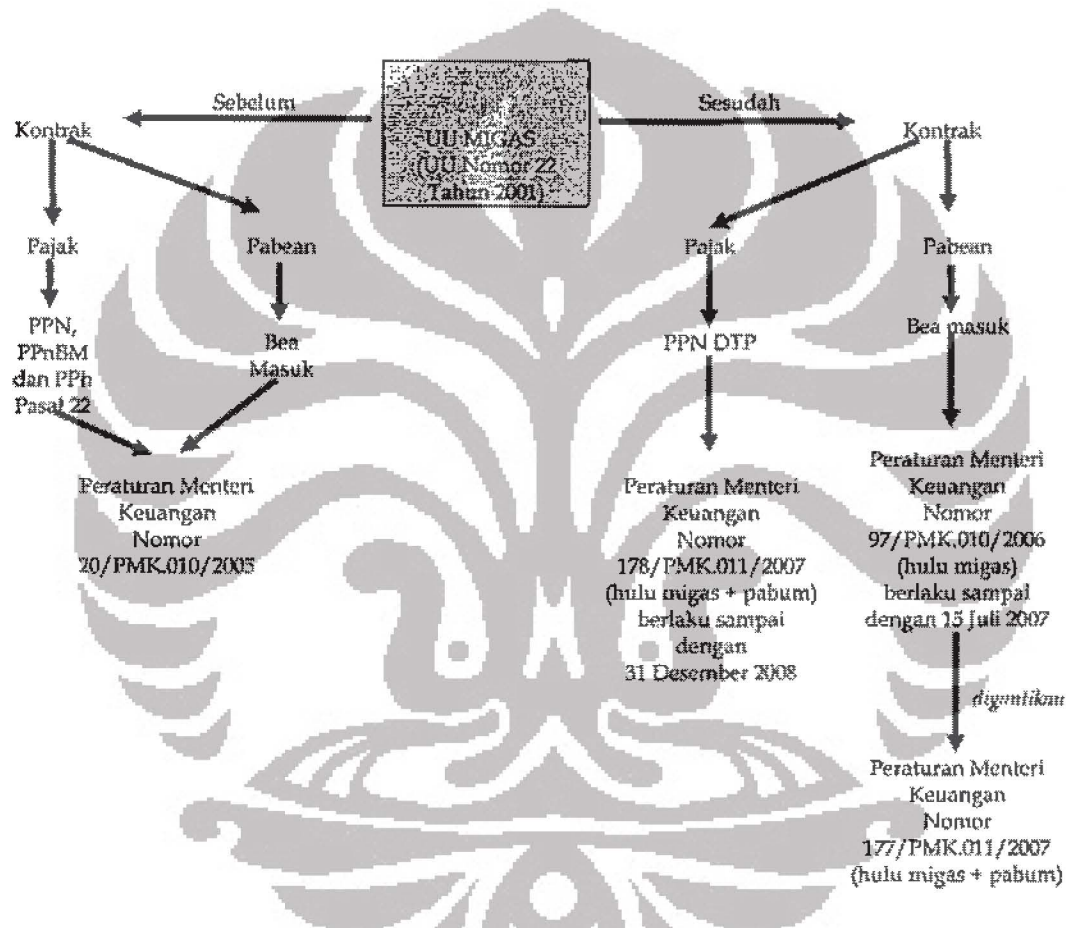 Sebelum
UU MIGAS
(UU Nomor 22
Tahun 2001)
Sesudah
Kontrak
Kontrak
Pajak
Pabean
Pajak
Pabean
PPN,
PPnBM
dan PPh
Pasal 22
Bea
Masuk
PPN DTP
Bea masuk
Peraturan Menteri
Keuangan
Nomor
20/PMK.010/2005
Peraturan Menteri
Keuangan
Nomor
178/PMK.011/2007
(hulu migas + pabum)
berlaku sampai
dengan
31 Desember 2008
Peraturan Menteri
Keuangan
Nomor
97/PMK.010/2006
(hulu migas)
berlaku sampai
dengan 15 Juli 2007
digantikan
Peraturan Menteri
Keuangan
Nomor
177/PMK.011/2007
(hulu migas + pabum)